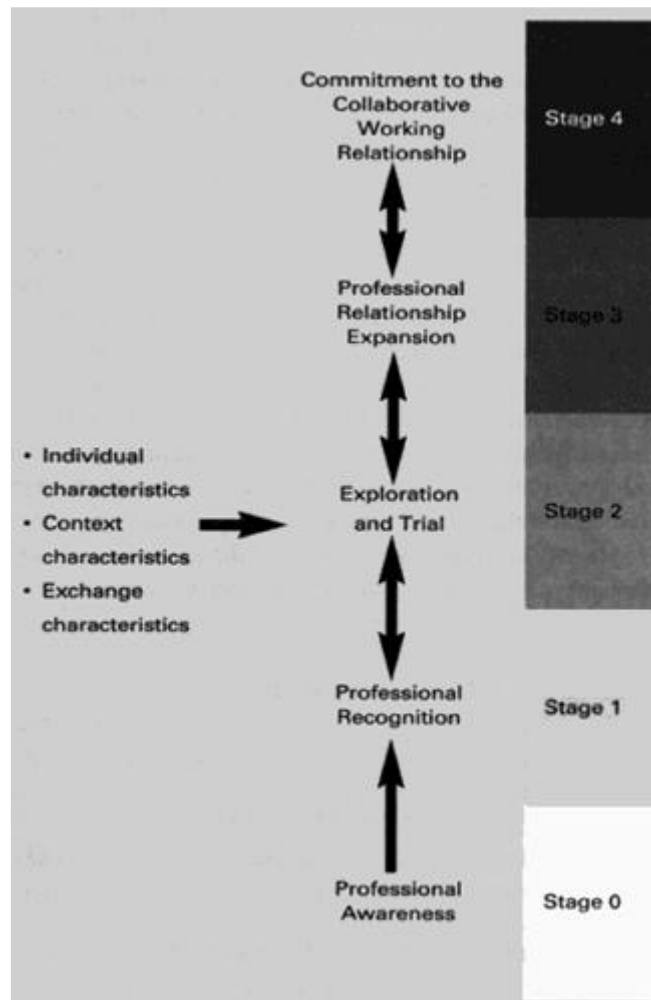 Commitment to the
Collaborative
Working
Relationship
Stage 4
Professional
Relationship
Expansion
Stage 3
• Individual
characteristics
• Context
characteristics
• Exchange
characteristics
Exploration
and Trial
Stage 2
Professional
Recognition
Stage 1
Professional
Awareness
Stage 0